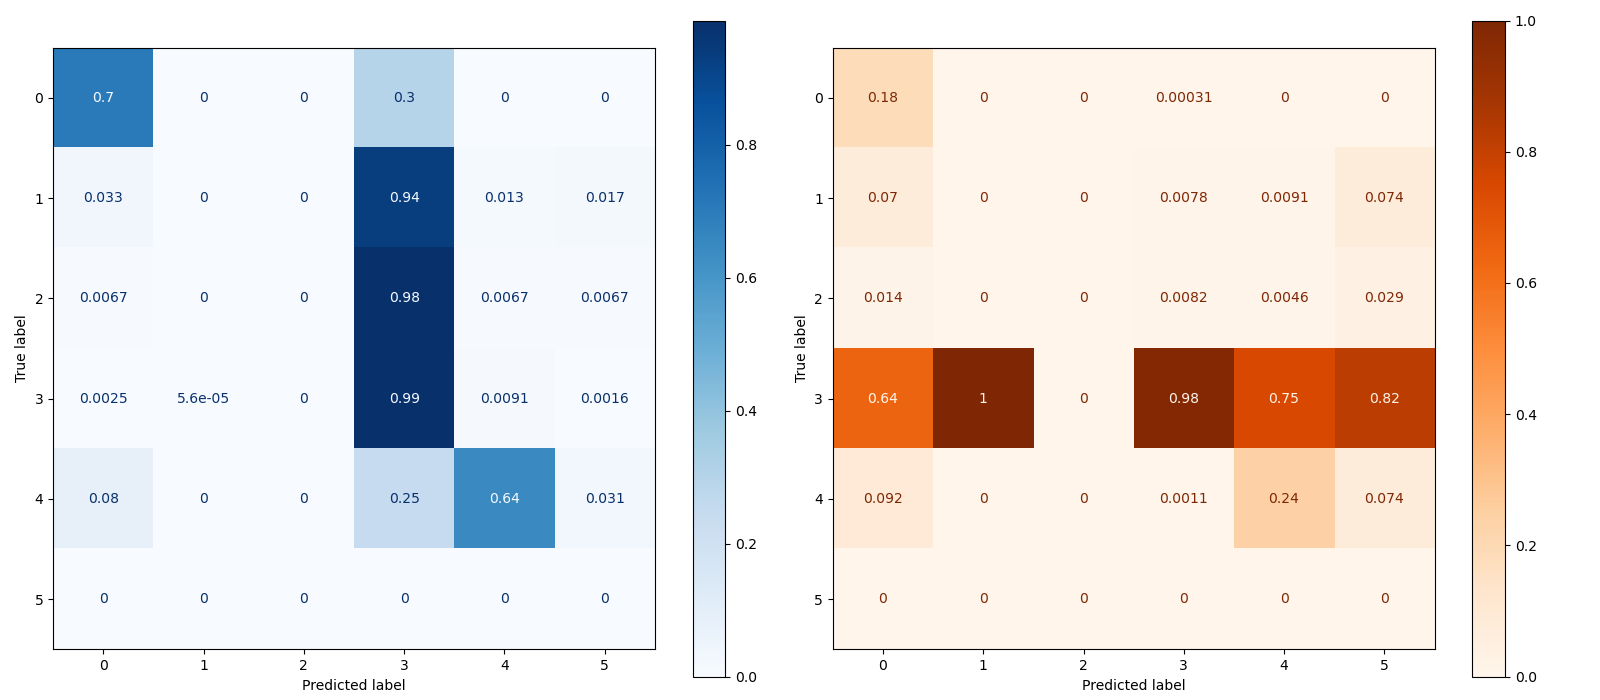 0 0.7 0 0 0.3 0 0
1 0.033 0 0 0.94 0.013 0.017
2 0.0067 0 0 0.98 0.0067 0.0067
3 0.0025 5.6e-05 0 0.99 0.0091 0.0016
4 0.08 0 0 0.25 0.64 0.031
5 0 0 0 0 0 0
0 1 2 3 4 5
Predicted label
True label
0.8
0.6
0.4
0.2
0.0
0 0.18 0 0 0.00031 0 0
1 0.07 0 0 0.0078 0.0091 0.074
2 0.014 0 0 0.0082 0.0046 0.029
3 0.64 1 0 0.98 0.75 0.82
4 0.092 0 0 0.0011 0.24 0.074
5 0 0 0 0 0 0
0 1 2 3 4 5
Predicted label
True label
1.0
0.8
0.6
0.4
0.2
0.0